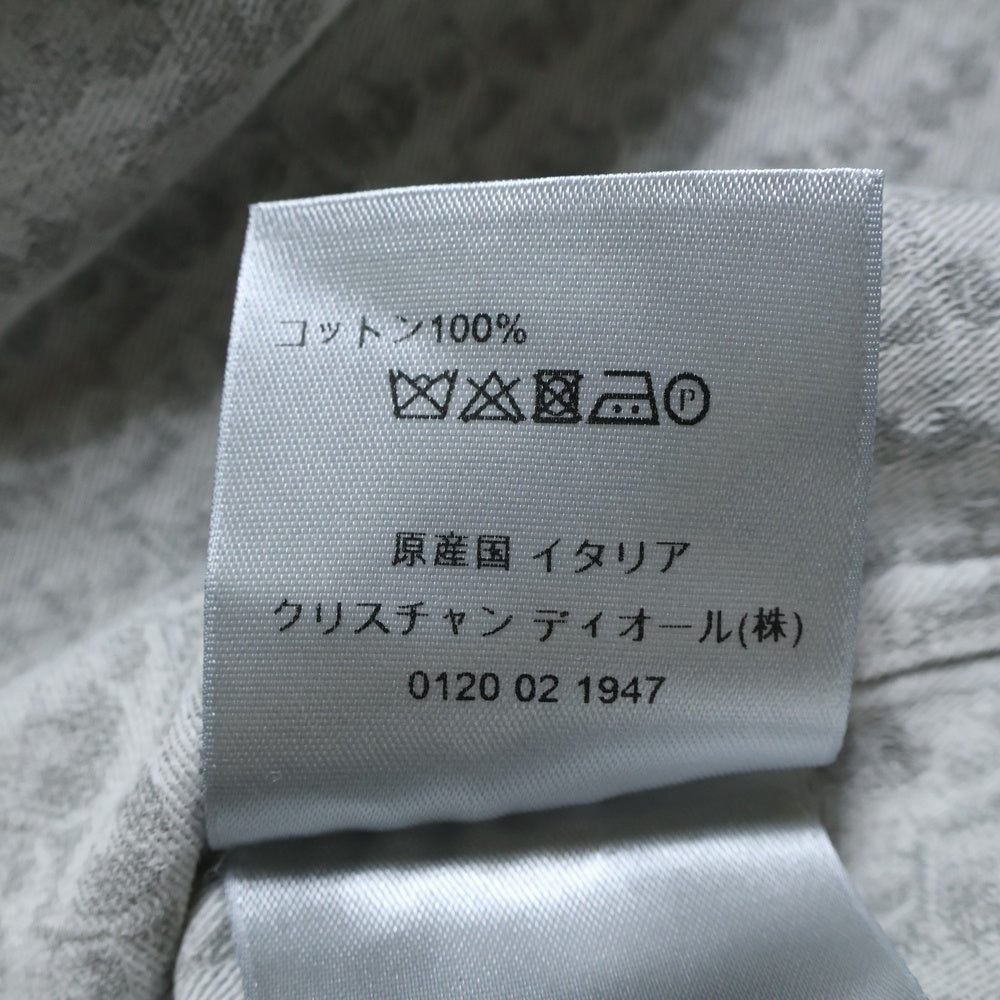 コットン100%
P
原産国 イタリア
クリスチャン ディオール(株)
0120 02 1947